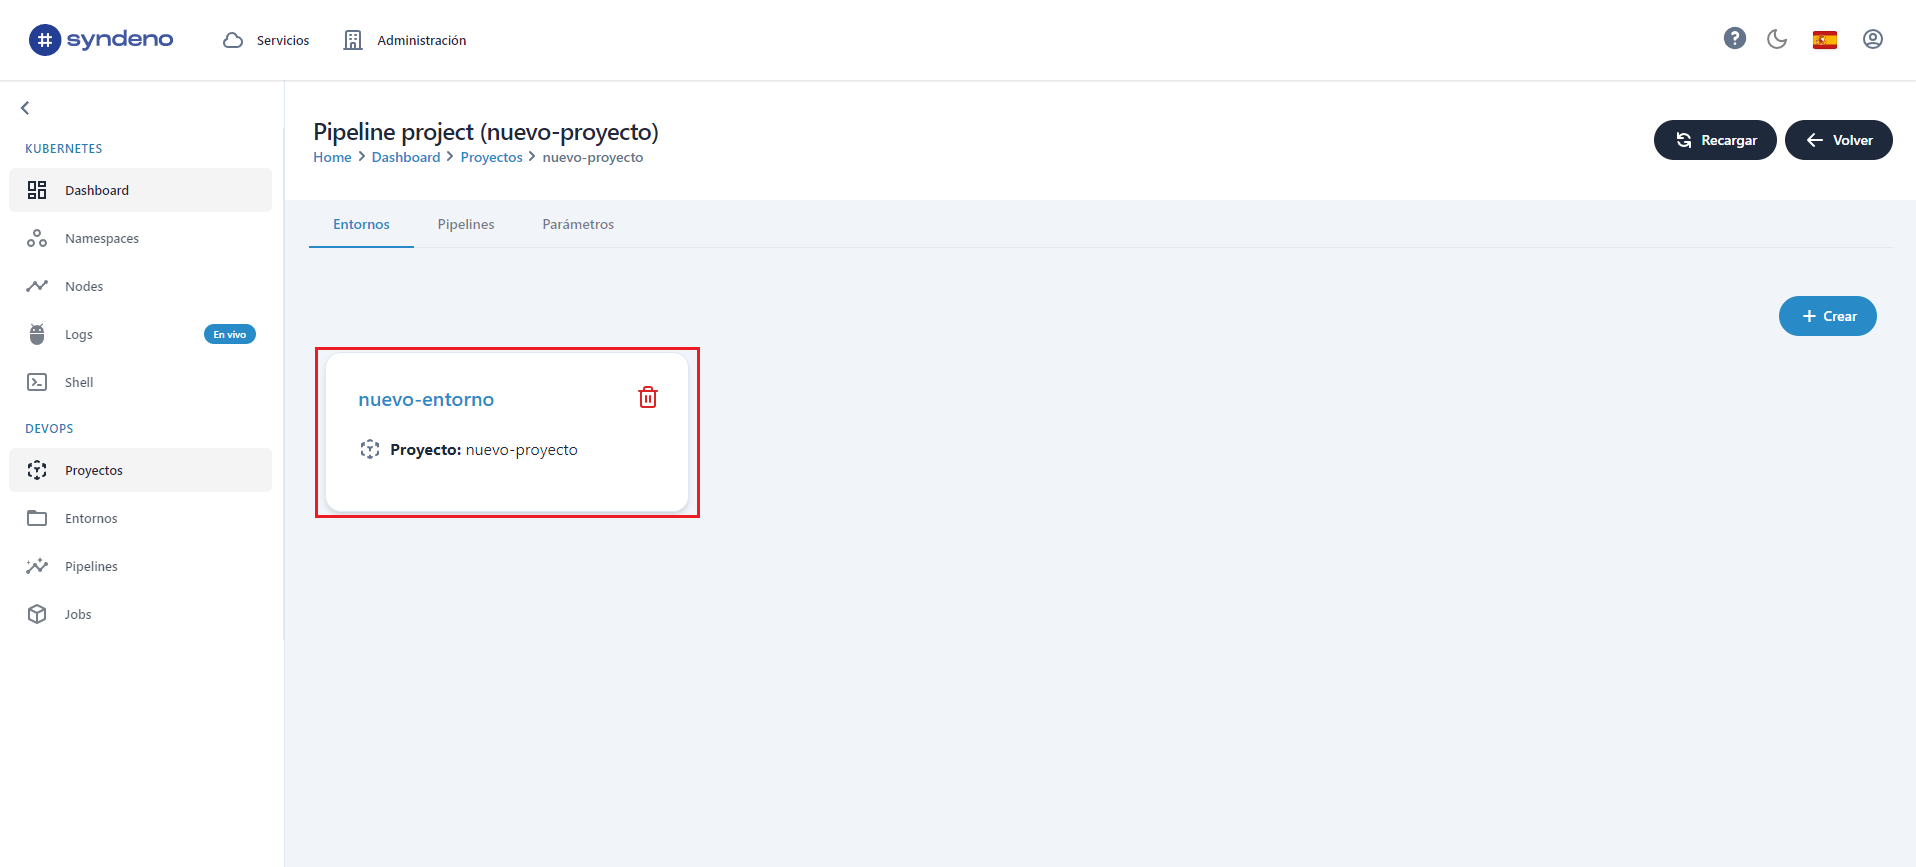 # syndeno
Servicios
Administración
?
KUBERNETES
Dashboard
Namespaces
Nodes
Logs
En vivo
Shell
DEVOPS
Proyectos
Entornos
Pipelines
Jobs
Pipeline project (nuevo-proyecto)
Home > Dashboard > Proyectos > nuevo-proyecto
Recargar
Volver
Entornos
Pipelines
Parámetros
+ Crear
nuevo-entorno
Proyecto: nuevo-proyecto